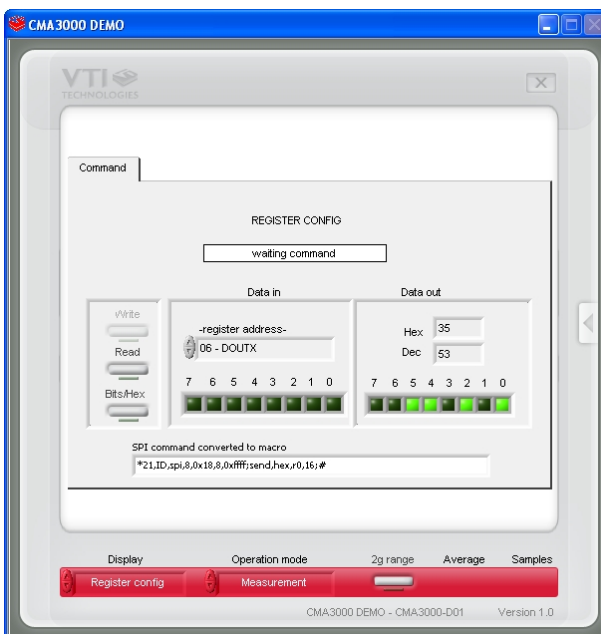 CMA3000 DEMO
VTI
TECHNOLOGIES
Command
REGISTER CONFIG
waiting command
Data in
Data out
Write
Read
Bits/Hex
-register address-
06 - DOUTX
7 6 5 4 3 2 1 0
Hex 35
Dec 53
7 6 5 4 3 2 1 0
SPI command converted to macro
*21,ID,spi,8,0x18,8,0xffff;send,hex,r0,16;#
Display Operation mode 2g range Average Samples
Register config Measurement
CMA3000 DEMO - CMA3000-D01 Version 1.0